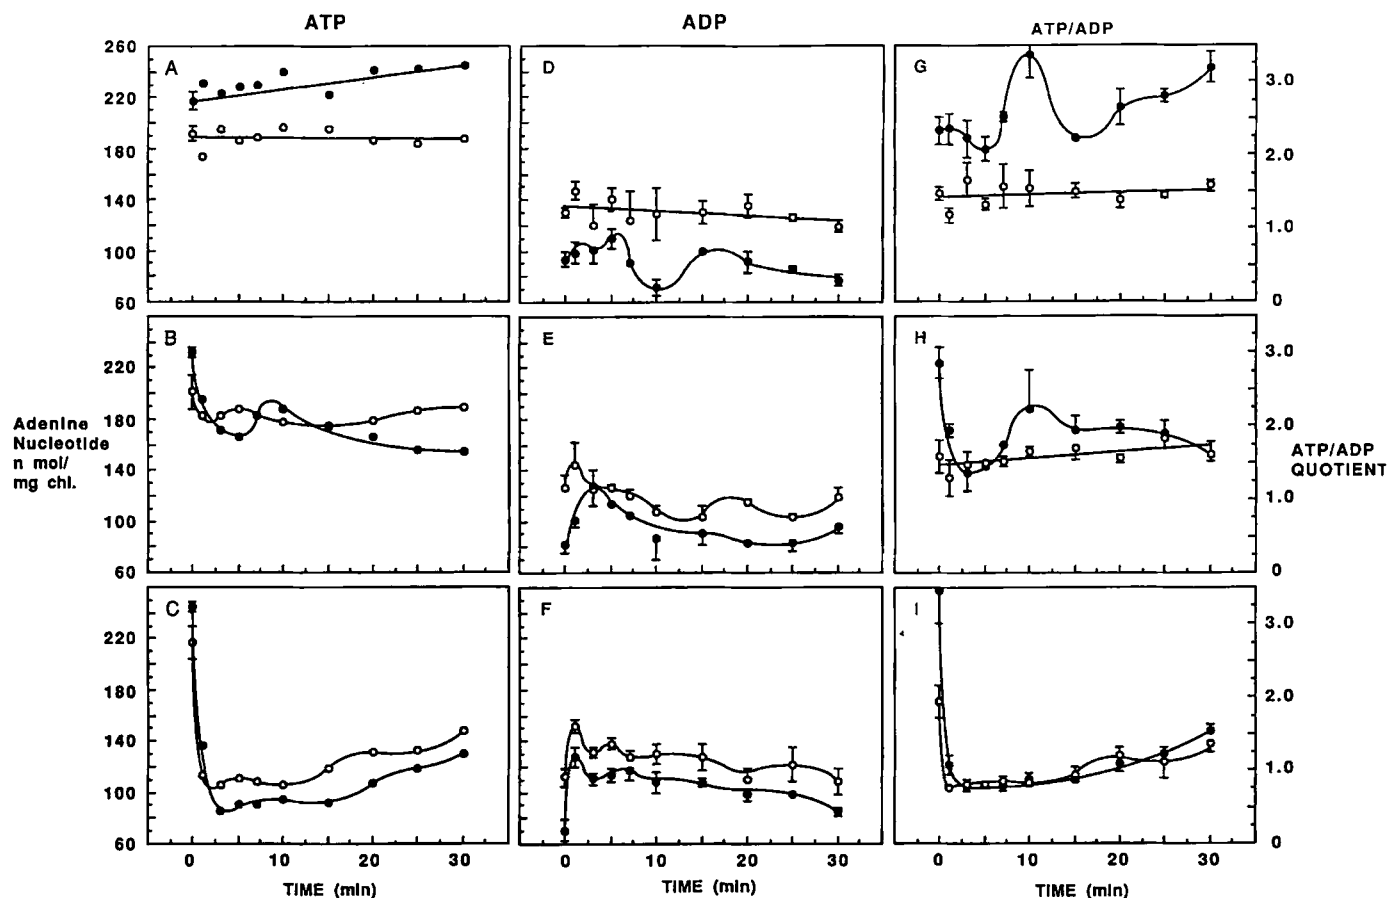 ATP
ADP
ATP/ADP
A
D
G
260
220
180
140
100
60
3.0
2.0
1.0
0
B
E
H
220
180
140
100
60
3.0
2.0
1.0
0
Adenine
Nucleotide
n mol/
mg chl.
ATP/ADP
QUOTIENT
C
F
I
220
180
140
100
60
3.0
2.0
1.0
0
0 10 20 30
0 10 20 30
0 10 20 30
TIME (min)
TIME (min)
TIME (min)